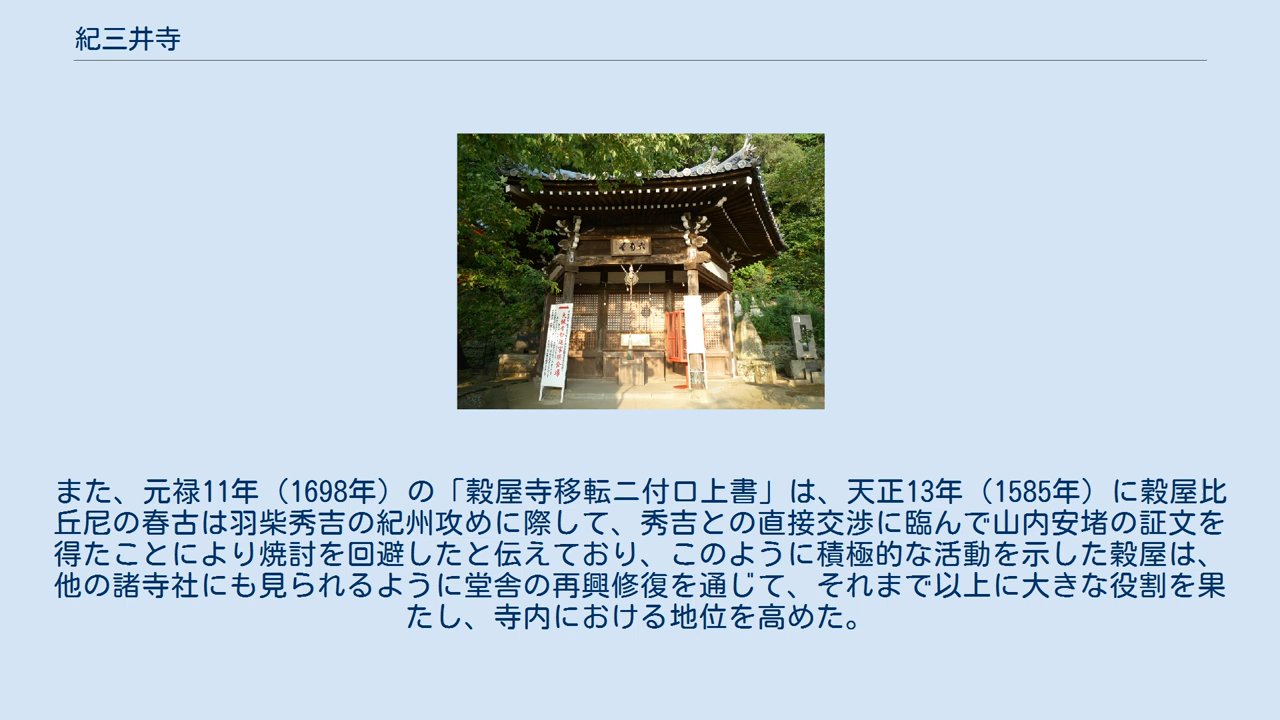 紀三井寺
また、元禄11年（1698年）の「穀屋寺移転ニ付口上書」は、天正13年（1585年）に穀屋比
丘尼の春古は羽柴秀吉の紀州攻めに際して、秀吉との直接交渉に臨んで山内安堵の証文を
得たことにより焼討を回避したと伝えており、このように積極的な活動を示した穀屋は、
他の諸寺社にも見られるように堂舎の再興修復を通じて、それまで以上に大きな役割を果
たし、寺内における地位を高めた。